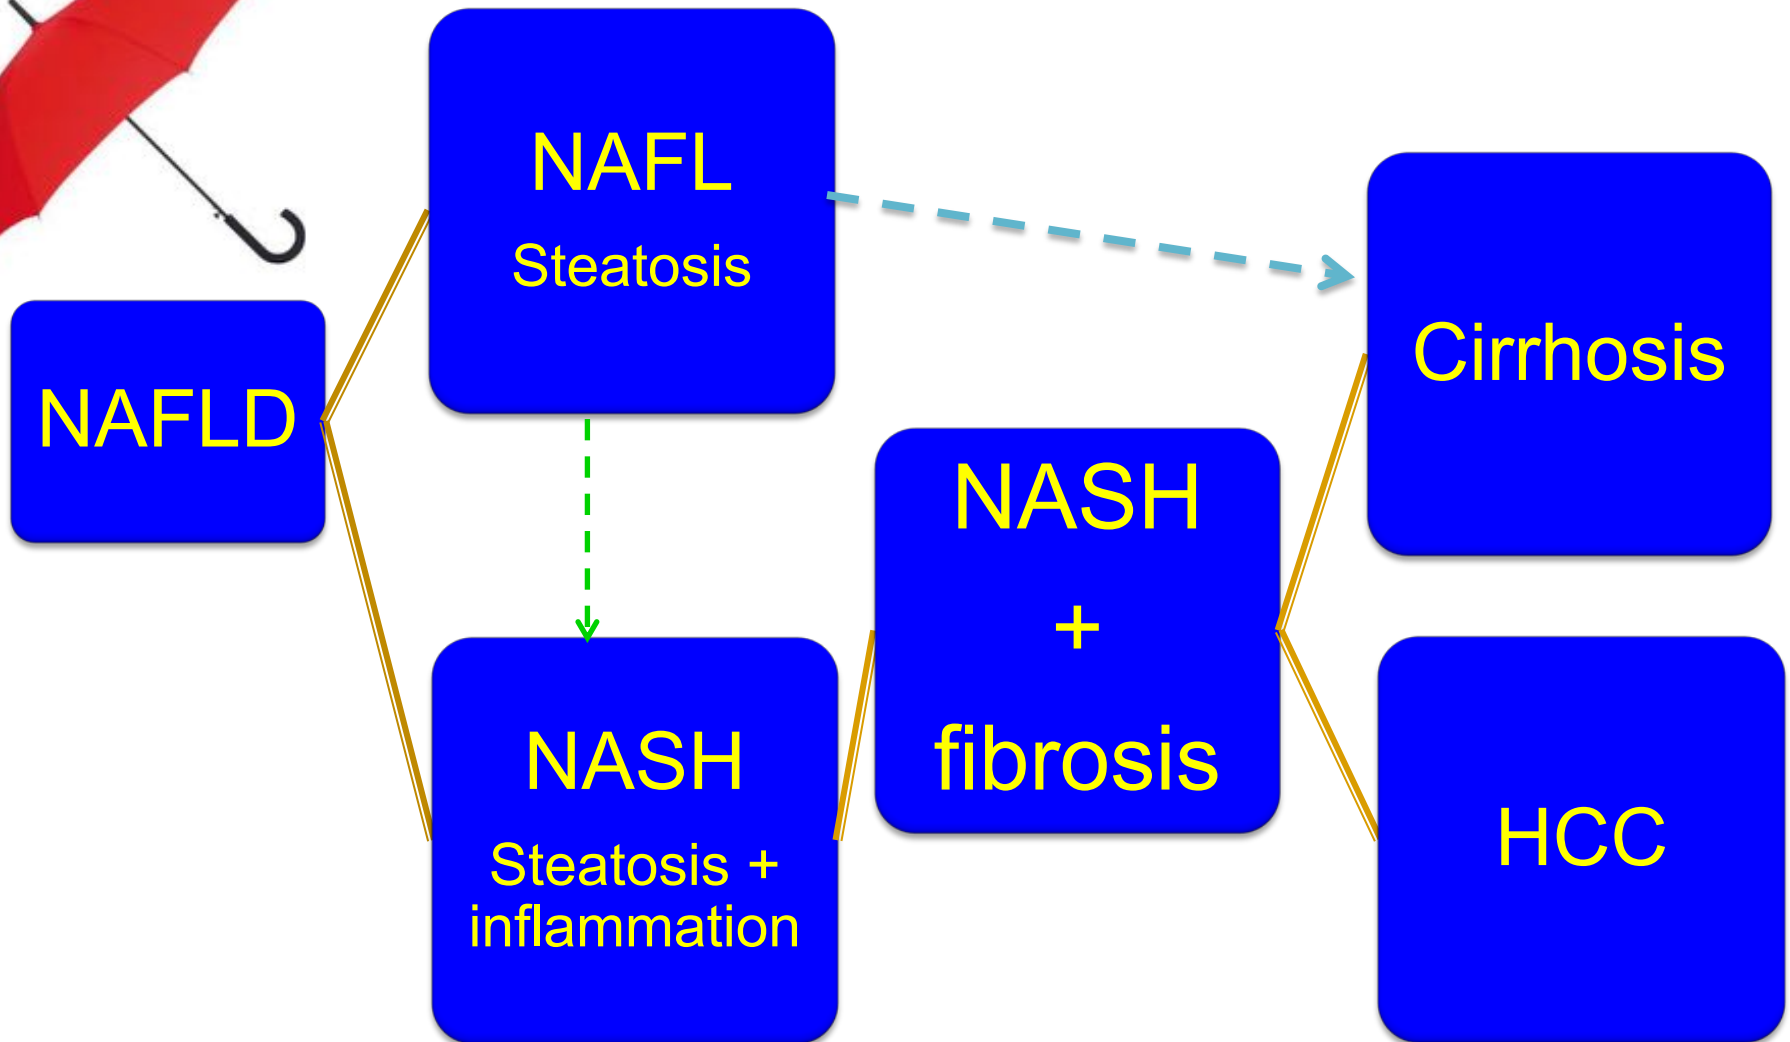 NAFLD
NAFL
Steatosis
NASH
Steatosis +
inflammation
NASH
+
fibrosis
Cirrhosis
HCC